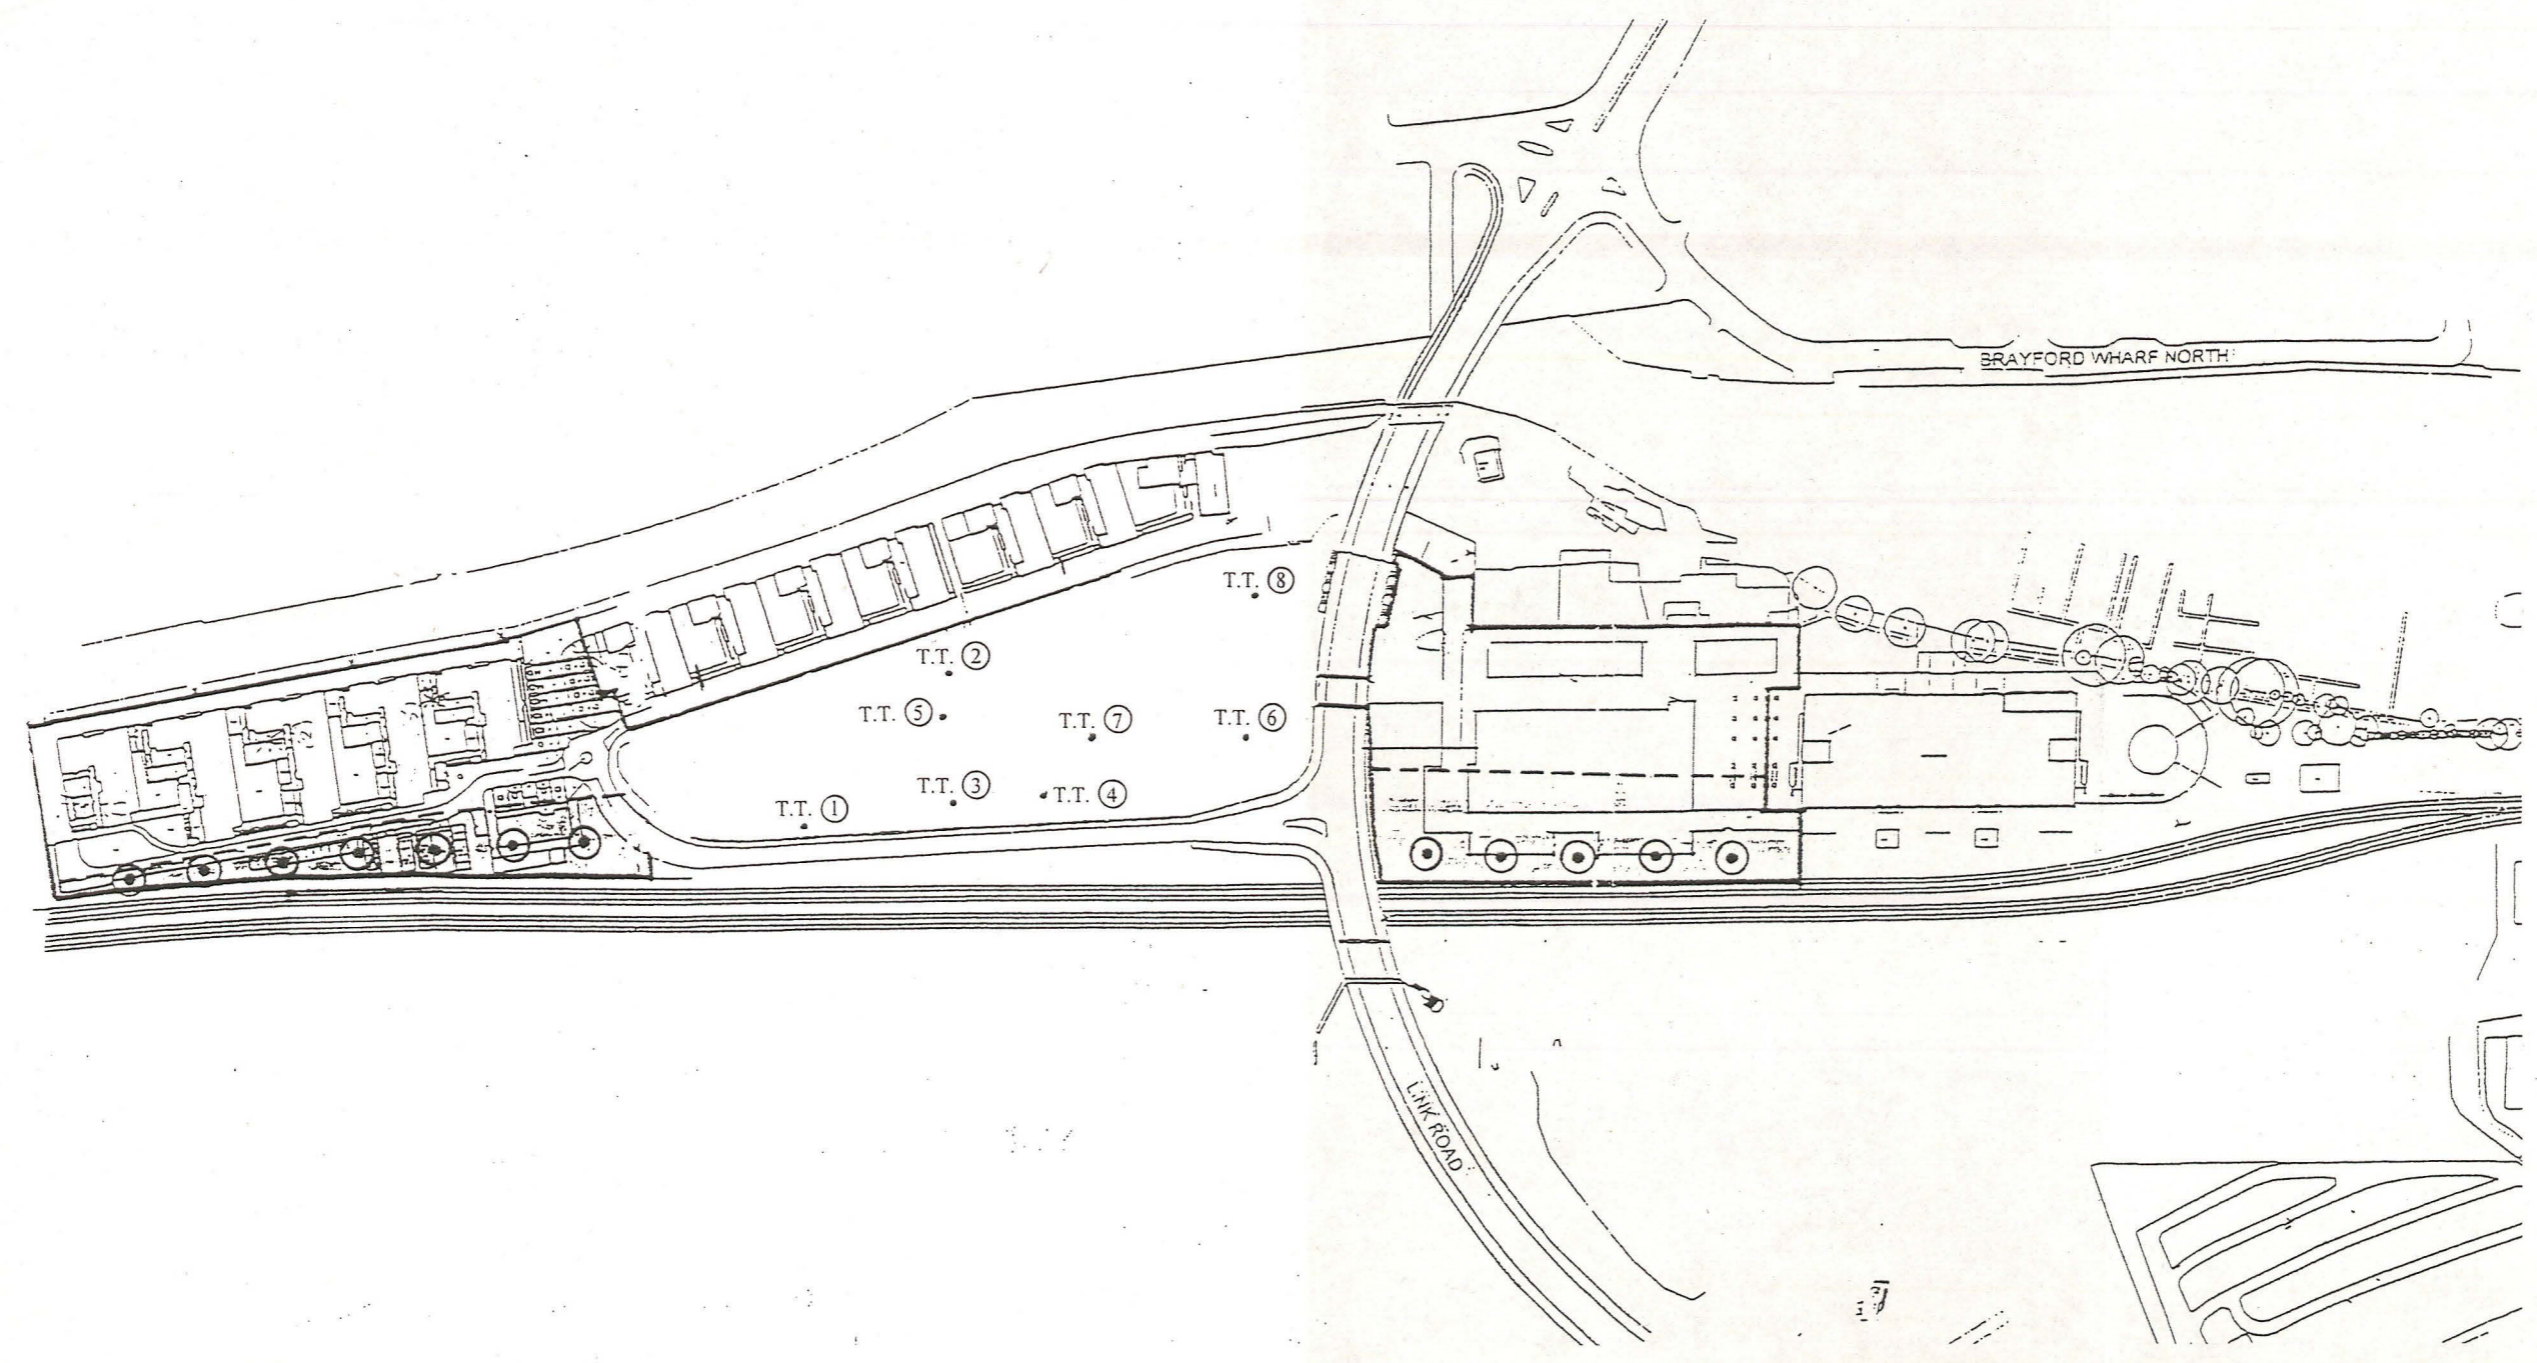 BRAYFORD WHARF NORTH
T.T. ⑧
T.T. ②
T.T. ⑤
T.T. ⑦
T.T. ⑥
T.T. ③
T.T. ④
T.T. ①
LINK ROAD